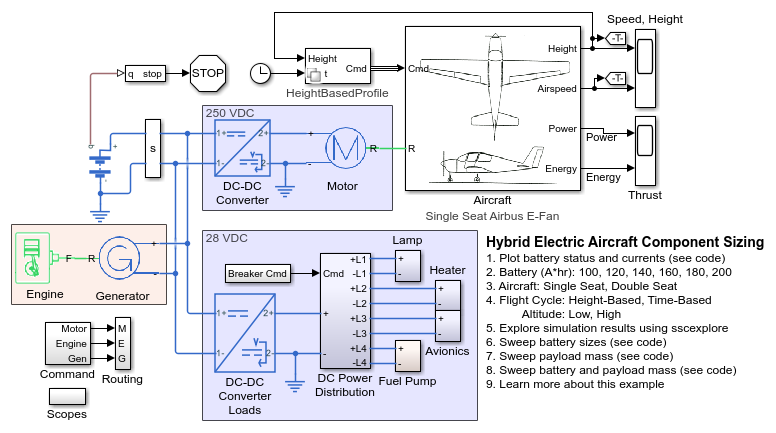 Speed, Height
Height
t
Cmd
HeightBasedProfile
Cmd
Height
Airspeed
Power
Energy
-T-
-T-
Power
Energy
Thrust
Aircraft
Single Seat Airbus E-Fan
q stop
STOP
q
+
-
s
250 VDC
1+
2+
1-
2-
V
DC-DC
Converter
+
-
M
Motor
R
R
Engine
F
R
G
Generator
+
-
28 VDC
Breaker Cmd
1+
2+
1-
2-
V
DC-DC
Converter
Loads
Cmd
+
-
+L1
-L1
+L2
-L2
+L3
-L3
+L4
-L4
DC Power
Distribution
Lamp
+
-
Heater
+
-
+
-
Avionics
+
-
Fuel Pump
Motor
Engine
Gen
Command
M
E
G
Routing
Scopes
Hybrid Electric Aircraft Component Sizing
1. Plot battery status and currents (see code)
2. Battery (A*hr): 100, 120, 140, 160, 180, 200
3. Aircraft: Single Seat, Double Seat
4. Flight Cycle: Height-Based, Time-Based
Altitude: Low, High
5. Explore simulation results using sscexplore
6. Sweep battery sizes (see code)
7. Sweep payload mass (see code)
8. Sweep battery and payload mass (see code)
9. Learn more about this example